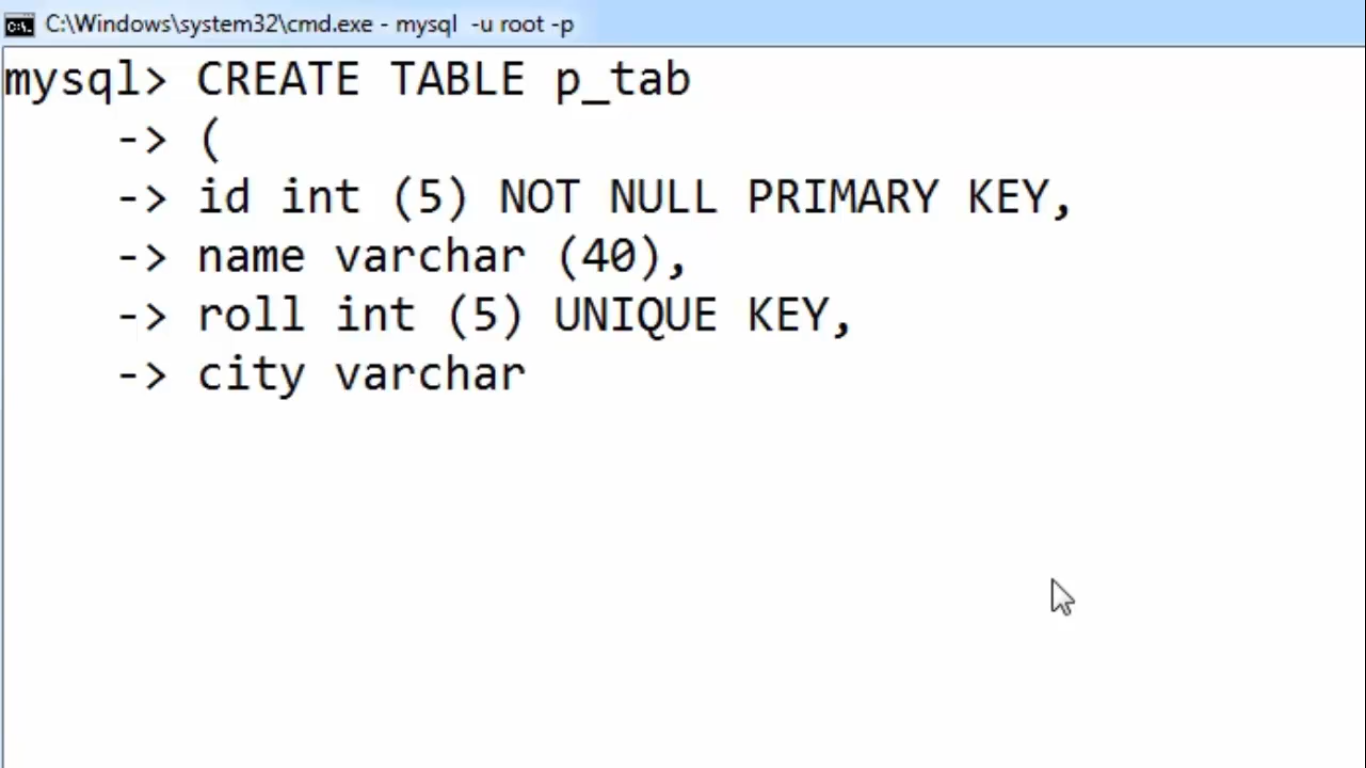 C:\Windows\system32\cmd.exe - mysql  -u root -p
mysql> CREATE TABLE p_tab
    -> (
    -> id int (5) NOT NULL PRIMARY KEY,
    -> name varchar (40),
    -> roll int (5) UNIQUE KEY,
    -> city varchar